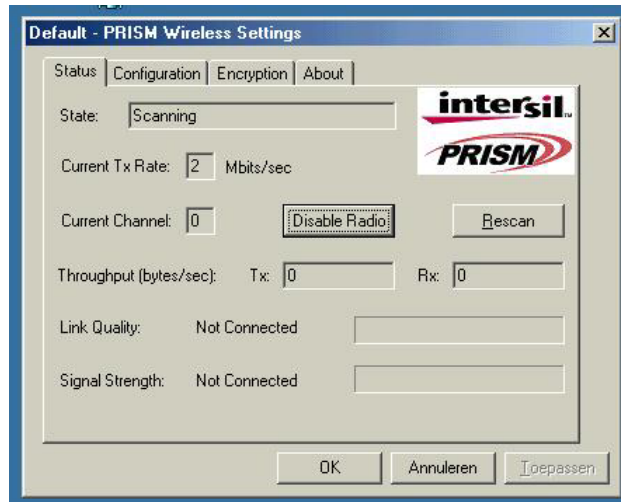 Default - PRISM Wireless Settings
Status Configuration Encryption About
intersil™
PRISM
State: Scanning
Current Tx Rate: 2 Mbits/sec
Current Channel: 0 Disable Radio Rescan
Throughput (bytes/sec): Tx: 0 Rx: 0
Link Quality: Not Connected
Signal Strength: Not Connected
OK Annuleren Toepassen